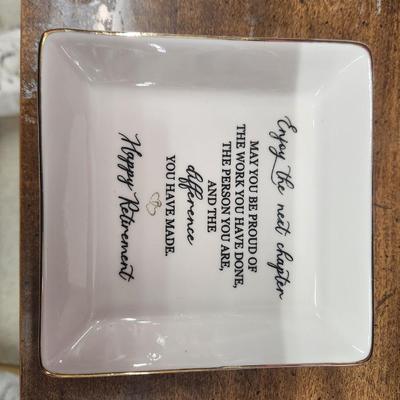 Enjoy the next chapter
MAY YOU BE PROUD OF
THE WORK YOU HAVE DONE,
THE PERSON YOU ARE,
AND THE
difference
YOU HAVE MADE.
Happy Retirement